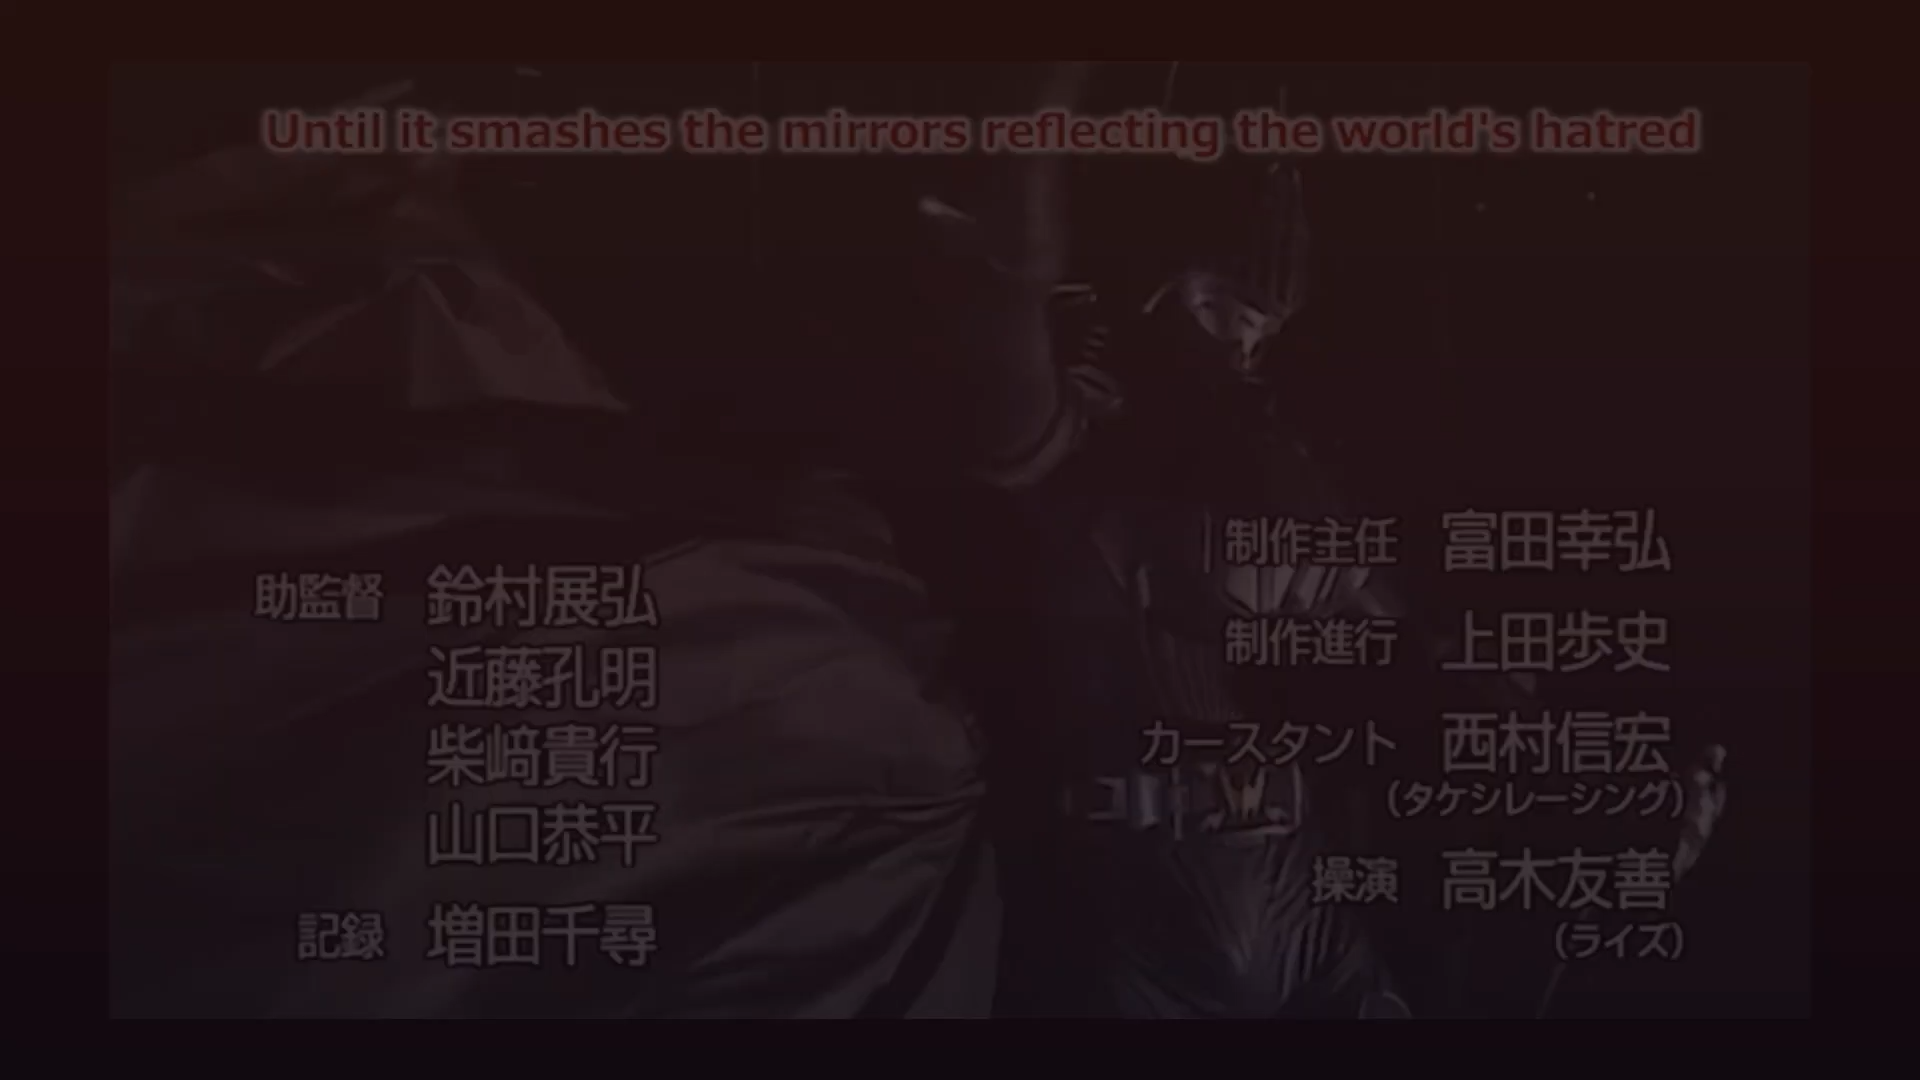 Until it smashes the mirrors reflecting the world's hatred
助監督 鈴村展弘
近藤孔明
柴﨑貴行
山口恭平
記録 増田千尋
制作主任 富田幸弘
制作進行 上田歩史
カースタント 西村信宏
(タケシレーシング)
操演 高木友善
(ライズ)